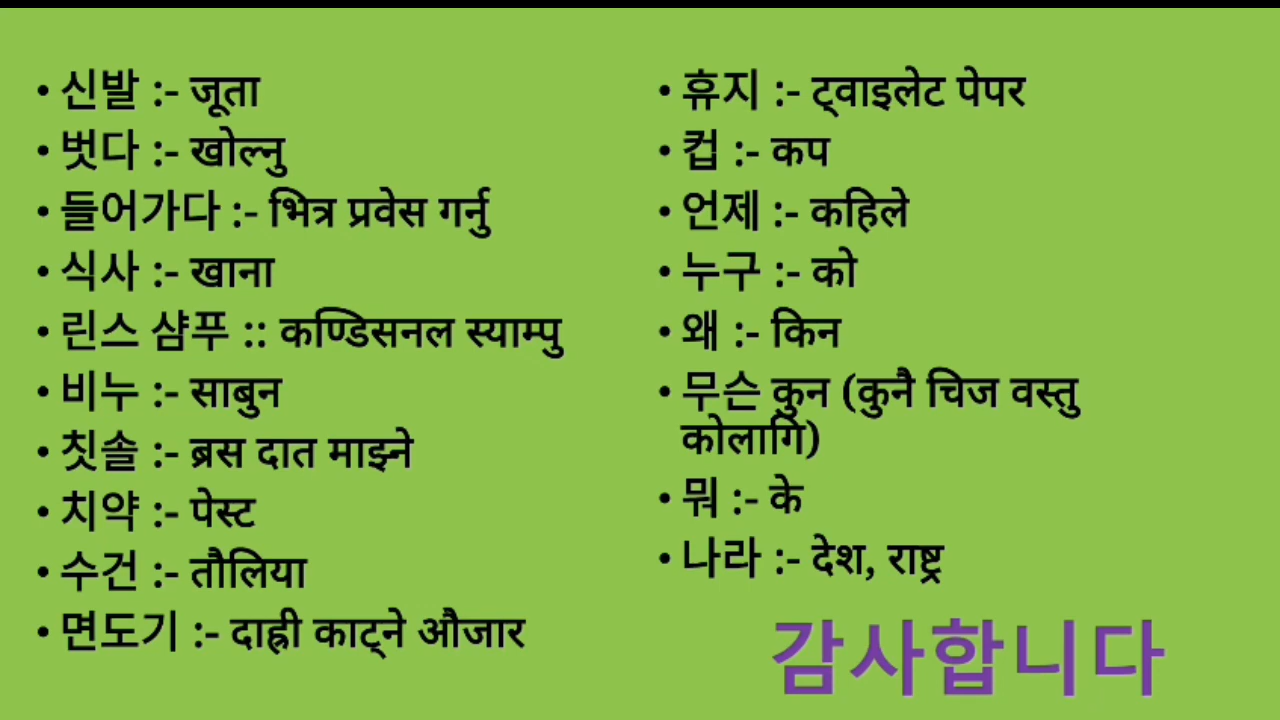 • 신발 :- जूता
• 벗다 :- खोल्नु
• 들어가다 :- भित्र प्रवेस गर्नु
• 식사 :- खाना
• 린스 샴푸 :: कण्डिसनल स्याम्पु
• 비누 :- साबुन
• 칫솔 :- ब्रस दात माझ्ने
• 치약 :- पेस्ट
• 수건 :- तौलिया
• 면도기 :- दाह्री काट्ने औजार
• 휴지 :- ट्वाइलेट पेपर
• 컵 :- कप
• 언제 :- कहिले
• 누구 :- को
• 왜 :- किन
• 무슨 कुन (कुनै चिज वस्तु
कोलागि)
• 뭐 :- के
• 나라 :- देश, राष्ट्र
감사합니다